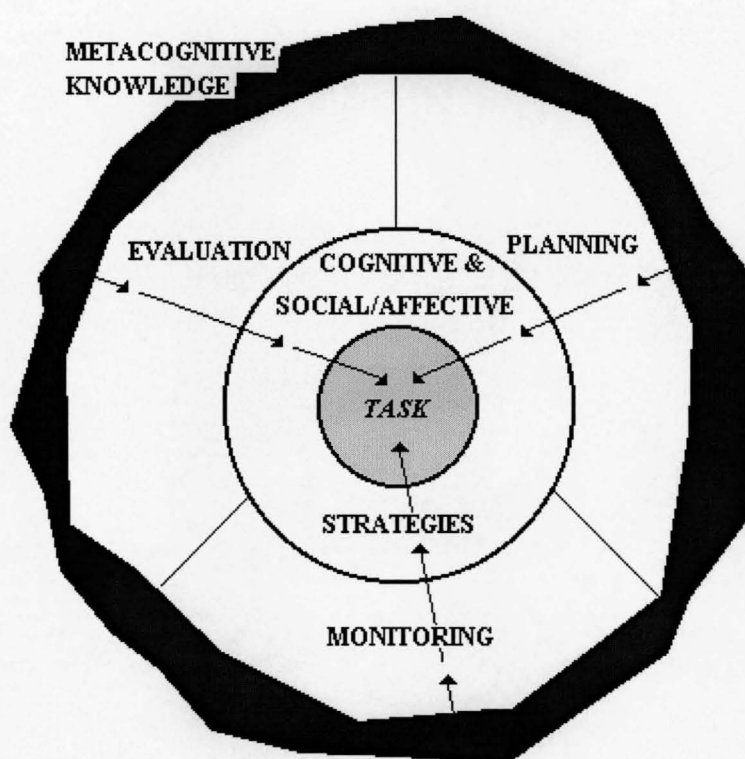 METACOGNITIVE
KNOWLEDGE
EVALUATION
PLANNING
COGNITIVE &
SOCIAL/AFFECTIVE
TASK
STRATEGIES
MONITORING